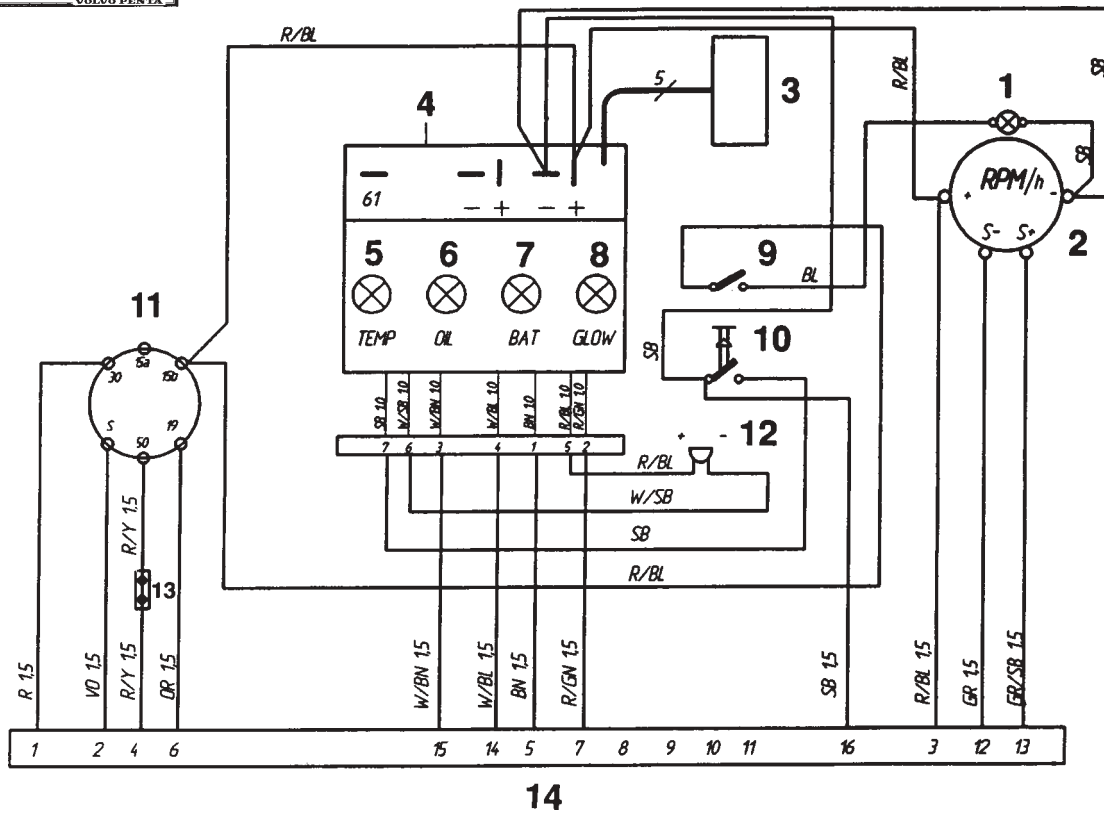 VOLVO PENTA
R/BL
5
3
4
R/BL
SB
1
SB
RPM/h
+ -
S- S+
2
61
- + - +
5 6 7 8
TEMP OIL BAT GLOW
9
BL
10
SB
11
15a
30 15b
S 19
50
SB 1.0
W/SB 1.0
W/BN 1.0
W/BL 1.0
BN 1.0
R/BL 1.0
R/GN 1.0
7 6 3 4 1 5 2
+ -
12
R/BL
W/SB
SB
R/BL
R/Y 1,5
13
R 1,5
VO 1,5
R/Y 1,5
OR 1,5
W/BN 1,5
W/BL 1,5
BN 1,5
R/GN 1,5
SB 1,5
R/BL 1,5
GR 1,5
GR/SB 1,5
1 2 4 6 15 14 5 7 8 9 10 11 16 3 12 13
14